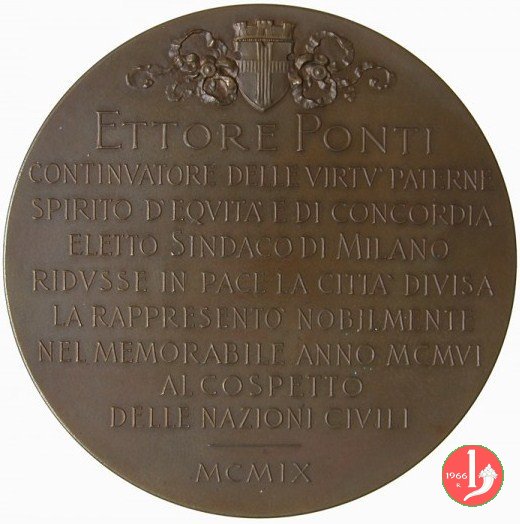 ETTORE PONTI
CONTINVATORE DELLE VIRTV' PATERNE
SPIRITO D'EQVITA' E DI CONCORDIA
ELETTO SINDACO DI MILANO
RIDVSSE IN PACE LA CITTA' DIVISA
LA RAPPRESENTO' NOBILMENTE
NEL MEMORABILE ANNO MCMVI
AL COSPETTO
DELLE NAZIONI CIVILI
MCMIX
1966
R